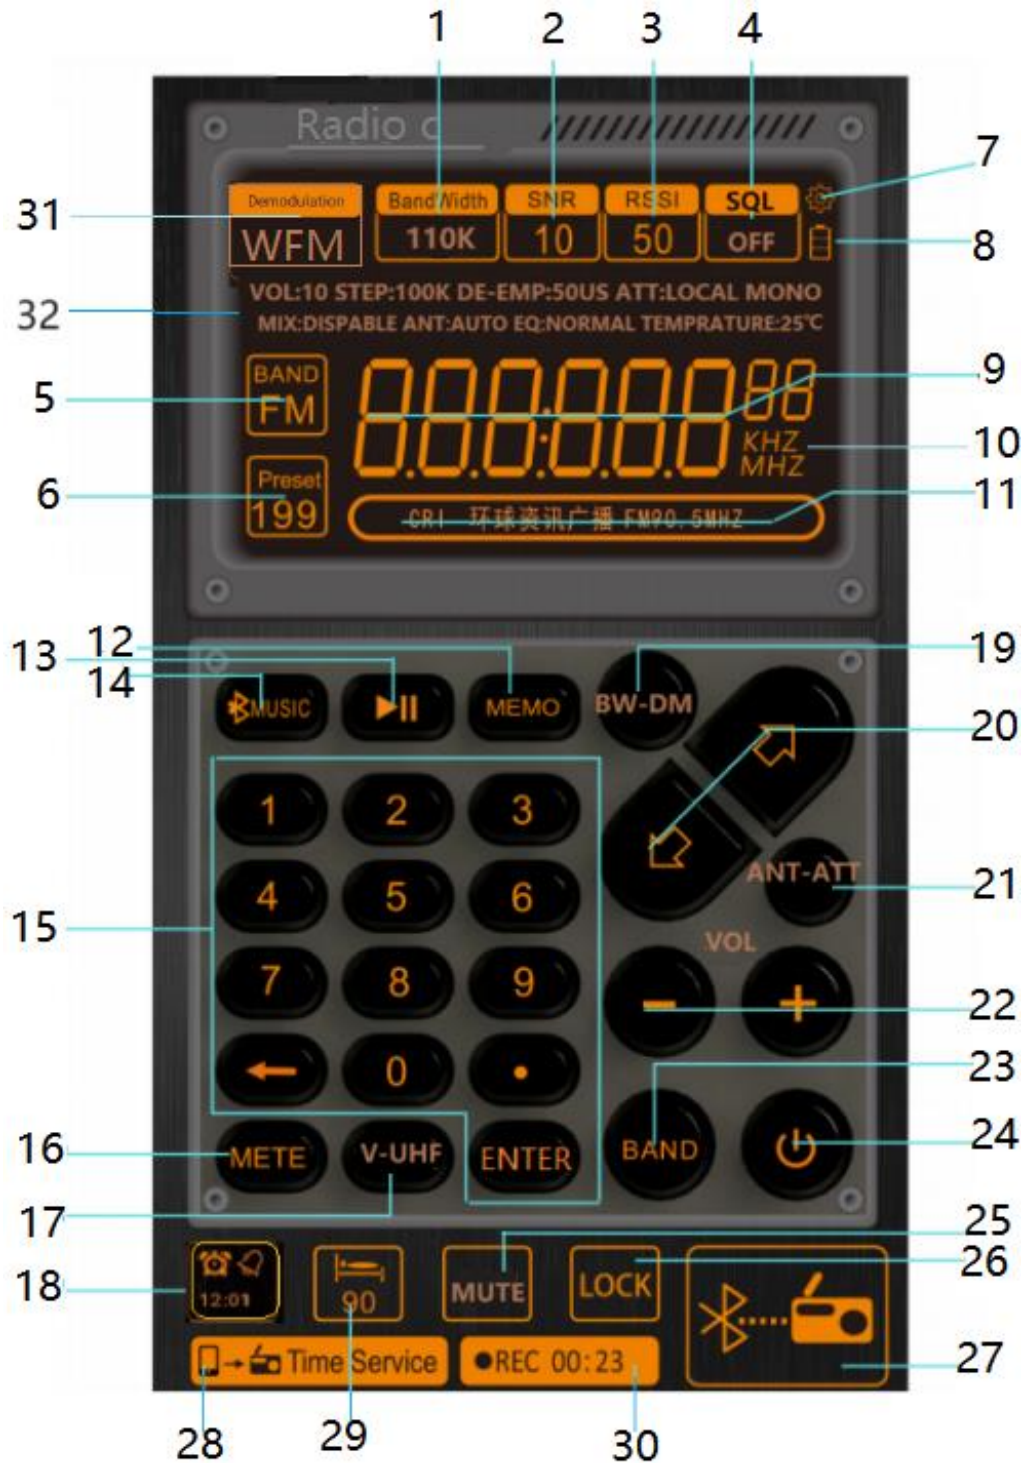 1 2 3 4
Radio c
7
Demodulation BandWidth SNR RSSI SQL
31
WFM 110K 10 50 OFF
8
VOL:10 STEP:100K DE-EMP:50US ATT:LOCAL MONO
32
MIX:DISPABLE ANT:AUTO EQ:NORMAL TEMPRATURE:25℃
BAND
FM
5
88:888.8 88
9
KHZ
MHZ
10
Preset
199
6
11
CRI 环球资讯广播 FM90.5MHZ
12
13
14
19
MUSIC MEMO BW-DM
20
1 2 3
4 5 6
ANT-ATT
21
15
VOL
7 8 9
22
0 .
23
16
METE V-UHF ENTER BAND
24
17
25
26
18
12:01
90
MUTE
LOCK
27
Time Service
REC 00:23
28
29
30